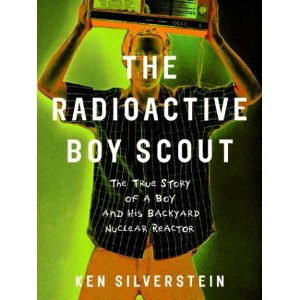 THE
RADIOACTIVE
BOY SCOUT
THE TRUE STORY
OF A BOY
AND HIS BACKYARD
NUCLEAR REACTOR
KEN SILVERSTEIN